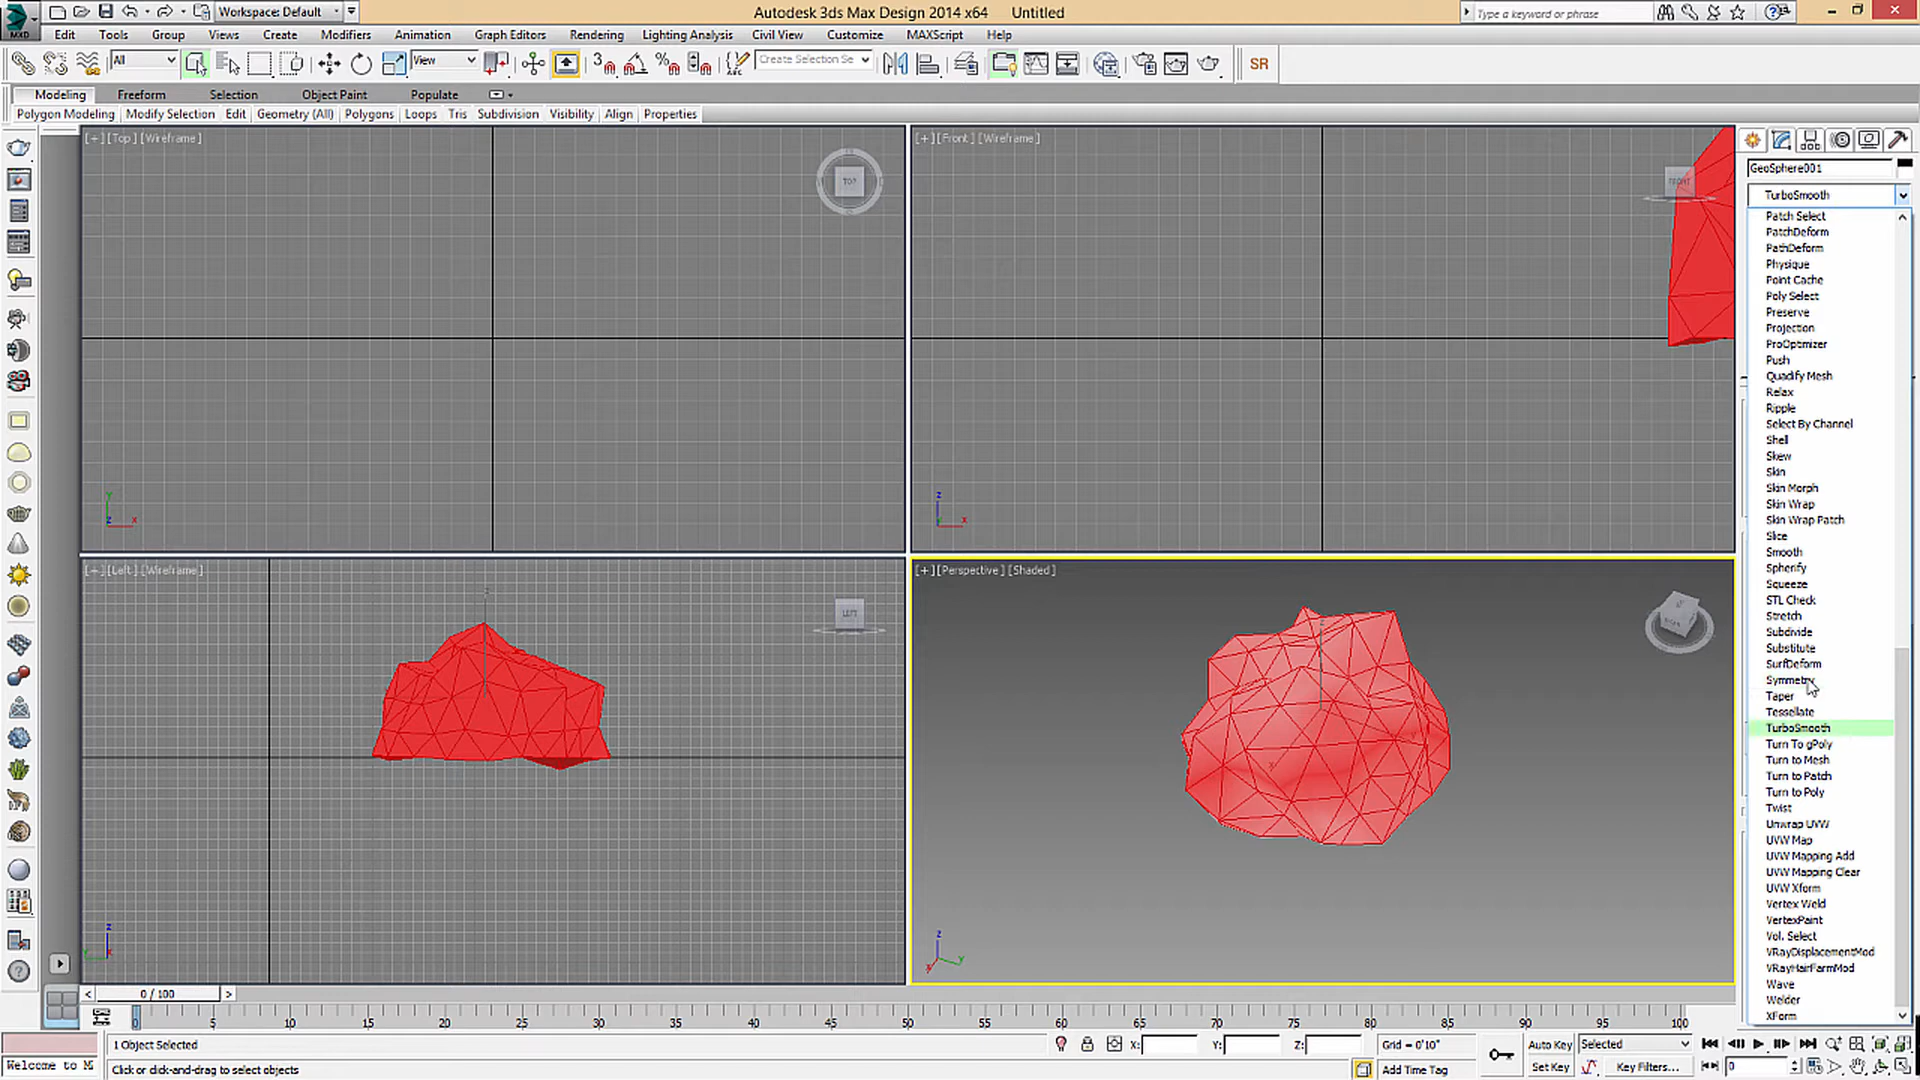 Workspace: Default
Autodesk 3ds Max Design 2014 x64 Untitled
Type a keyword or phrase
MXD
Edit Tools Group Views Create Modifiers Animation Graph Editors Rendering Lighting Analysis Civil View Customize MAXScript Help
All View Create Selection Se SR
Modeling Freeform Selection Object Paint Populate
Polygon Modeling Modify Selection Edit Geometry (All) Polygons Loops Tris Subdivision Visibility Align Properties
[+] [Top] [Wireframe]
TOP
[+] [Front] [Wireframe]
FRONT
[+] [Left] [Wireframe]
LEFT
[+] [Perspective] [Shaded]
GeoSphere001
TurboSmooth
Patch Select
PatchDeform
PathDeform
Physique
Point Cache
Poly Select
Preserve
Projection
ProOptimizer
Push
Quadify Mesh
Relax
Ripple
Select By Channel
Shell
Skew
Skin
Skin Morph
Skin Wrap
Skin Wrap Patch
Slice
Smooth
Spherify
Squeeze
STL Check
Stretch
Subdivide
Substitute
SurfDeform
Symmetry
Taper
Tessellate
TurboSmooth
Turn To gPoly
Turn to Mesh
Turn to Patch
Turn to Poly
Twist
Unwrap UVW
UVW Map
UVW Mapping Add
UVW Mapping Clear
UVW Xform
Vertex Weld
VertexPaint
Vol. Select
VRayDisplacementMod
VRayHairFarmMod
Wave
Welder
XForm
0 / 100
0 5 10 15 20 25 30 35 40 45 50 55 60 65 70 75 80 85 90 95 100
1 Object Selected X: Y: Z: Grid = 0'10" Auto Key Selected
Welcome to M Click or click-and-drag to select objects Add Time Tag Set Key Key Filters... 0